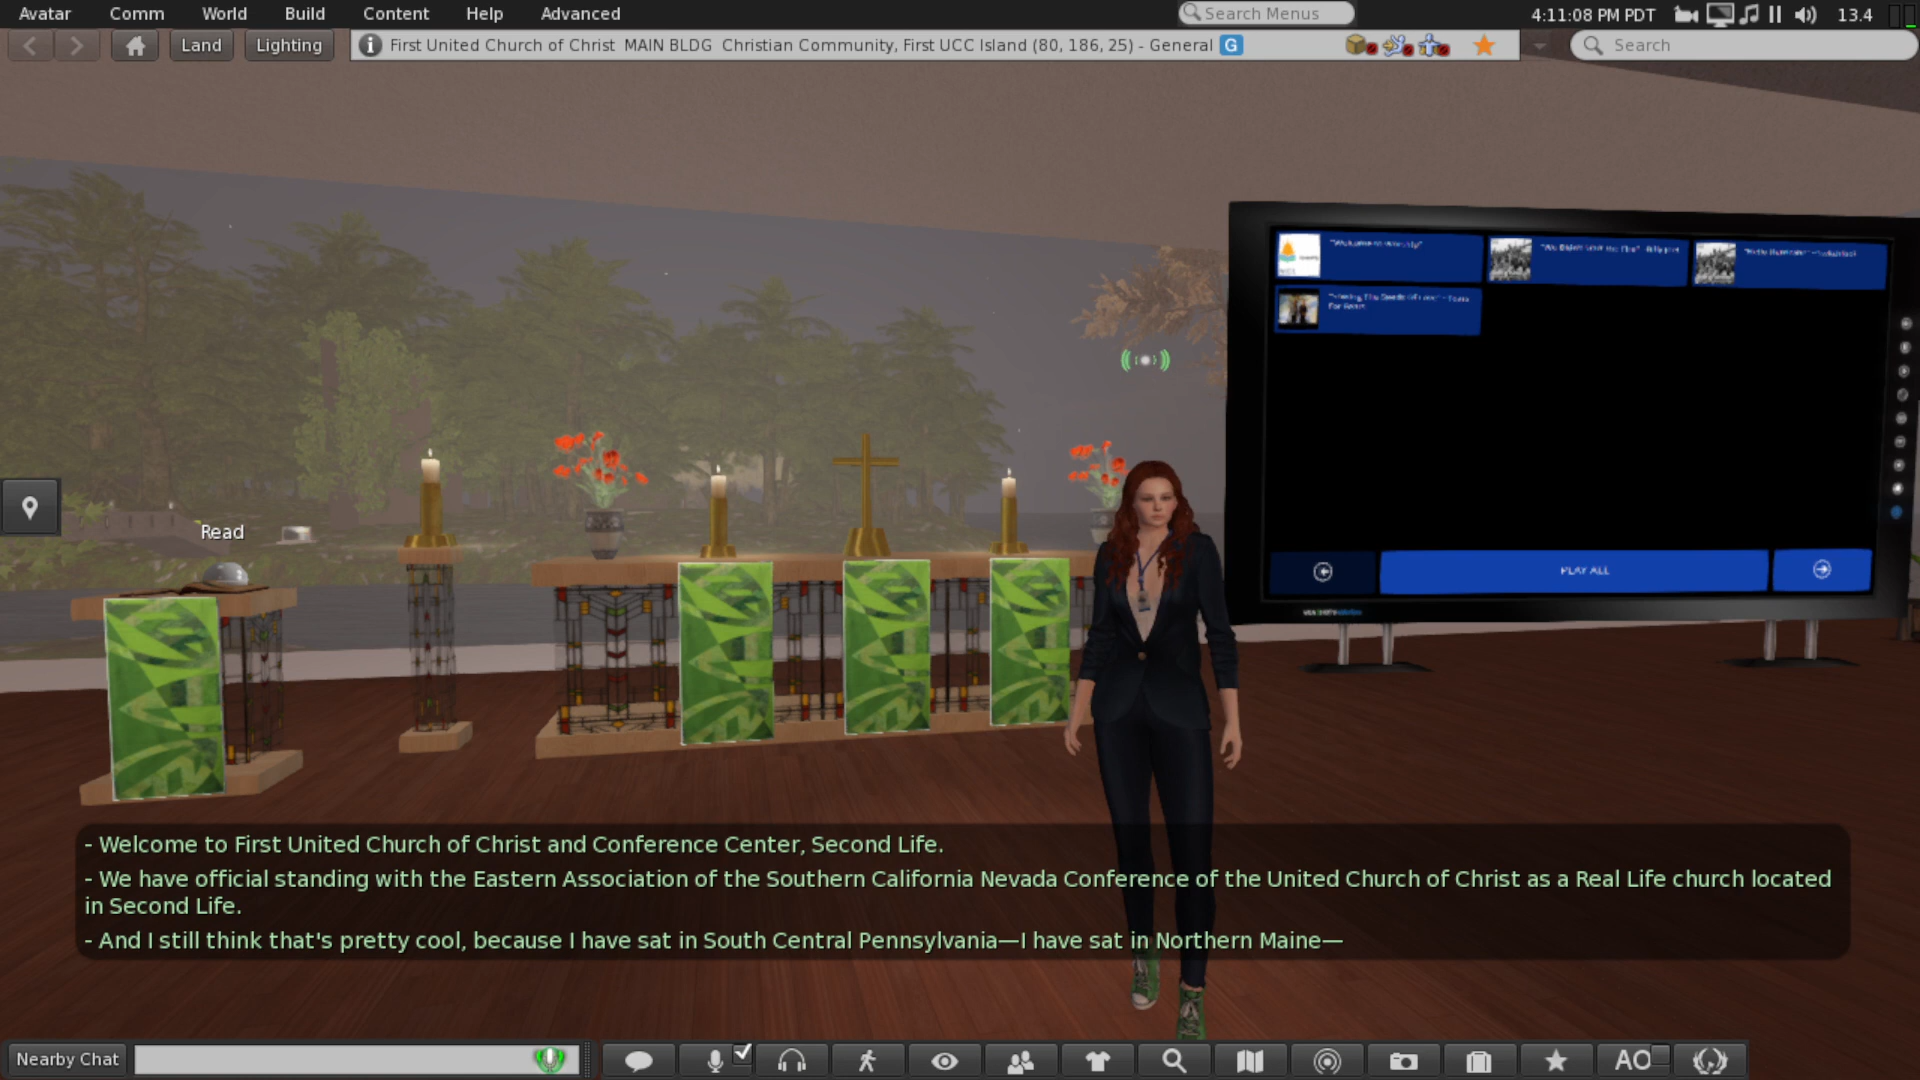 Avatar Comm World Build Content Help Advanced Search Menus 4:11:08 PM PDT 13.4
Land Lighting First United Church of Christ MAIN BLDG Christian Community, First UCC Island (80, 186, 25) - General G Search
"Welcome to Worship"
Read
PLAY ALL
- Welcome to First United Church of Christ and Conference Center, Second Life.
- We have official standing with the Eastern Association of the Southern California Nevada Conference of the United Church of Christ as a Real Life church located
in Second Life.
- And I still think that's pretty cool, because I have sat in South Central Pennsylvania—I have sat in Northern Maine—
Nearby Chat AO